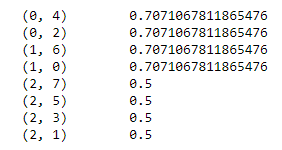 (0, 4) 0.7071067811865476
(0, 2) 0.7071067811865476
(1, 6) 0.7071067811865476
(1, 0) 0.7071067811865476
(2, 7) 0.5
(2, 5) 0.5
(2, 3) 0.5
(2, 1) 0.5